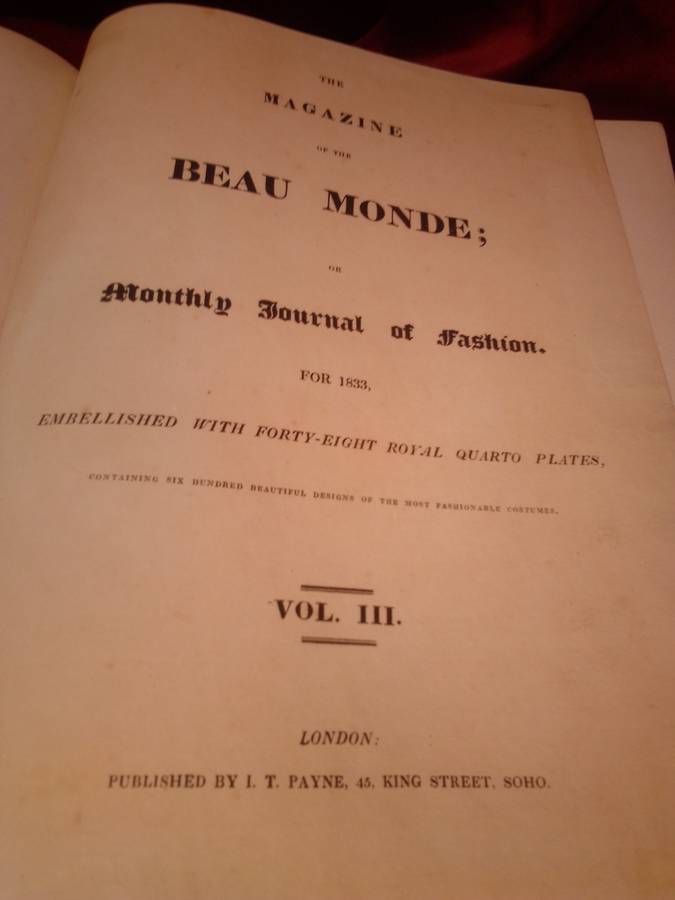 THE
MAGAZINE
OF THE
BEAU MONDE;
OR
Monthly Journal of Fashion.
FOR 1833,
EMBELLISHED WITH FORTY-EIGHT ROYAL QUARTO PLATES,
CONTAINING SIX HUNDRED BEAUTIFUL DESIGNS OF THE MOST FASHIONABLE COSTUMES.
VOL. III.
LONDON:
PUBLISHED BY I. T. PAYNE, 45, KING STREET, SOHO.